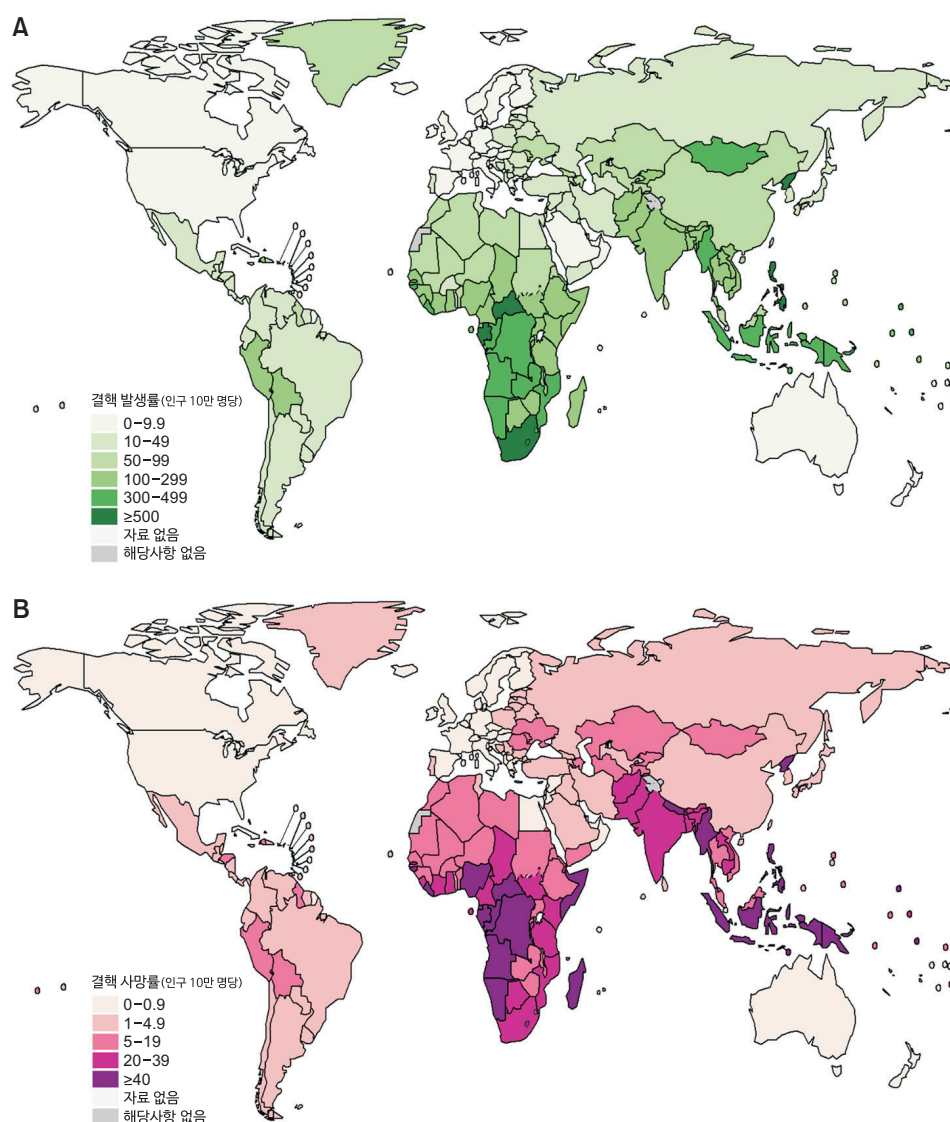 A
결핵 발생률 (인구 10만 명당)
0–9.9
10–49
50–99
100–299
300–499
≥500
자료 없음
해당사항 없음
B
결핵 사망률 (인구 10만 명당)
0–0.9
1–4.9
5–19
20–39
≥40
자료 없음
해당사항 없음